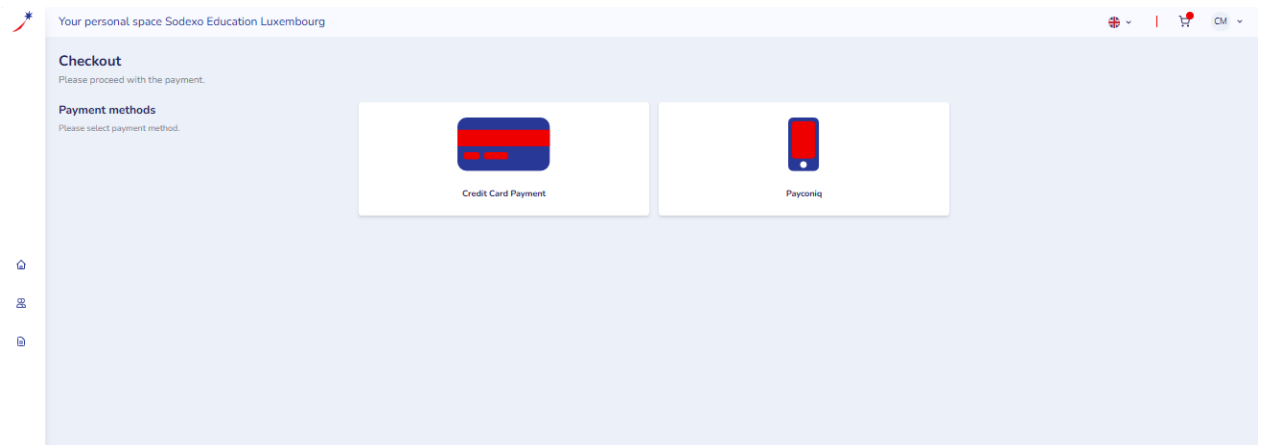 Your personal space Sodexo Education Luxembourg
CM
Checkout
Please proceed with the payment.
Payment methods
Please select payment method.
Credit Card Payment
Payconiq